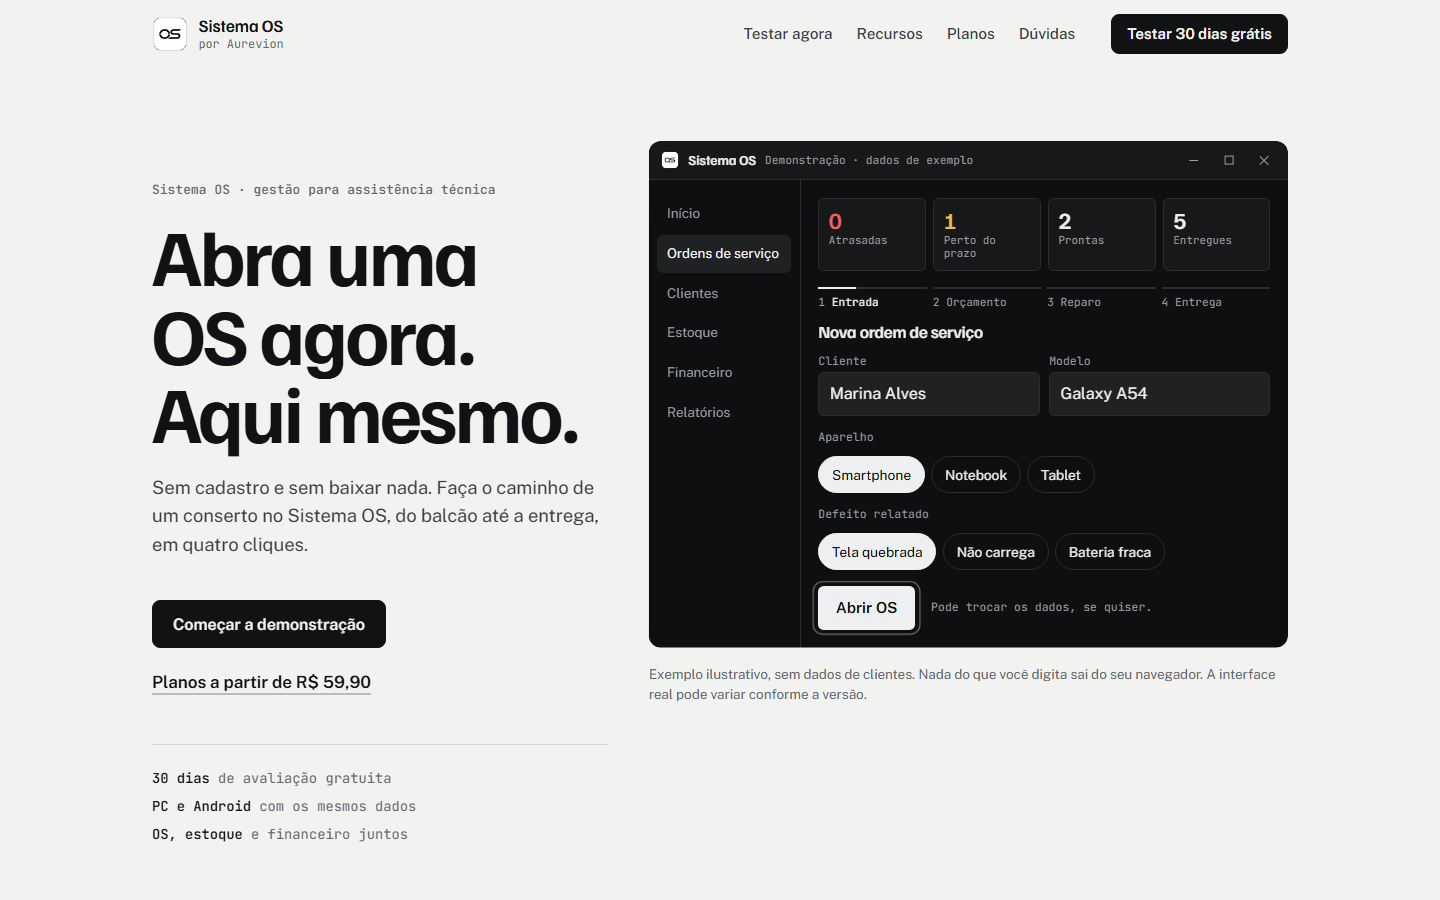 OS
Sistema OS
por Aurevion
Testar agora
Recursos
Planos
Dúvidas
Testar 30 dias grátis
Sistema OS · gestão para assistência técnica
Abra uma
OS agora.
Aqui mesmo.
Sem cadastro e sem baixar nada. Faça o caminho de
um conserto no Sistema OS, do balcão até a entrega,
em quatro cliques.
Começar a demonstração
Planos a partir de R$ 59,90
30 dias de avaliação gratuita
PC e Android com os mesmos dados
OS, estoque e financeiro juntos
OS
Sistema OS Demonstração · dados de exemplo
Início
Ordens de serviço
Clientes
Estoque
Financeiro
Relatórios
0
Atrasadas
1
Perto do
prazo
2
Prontas
5
Entregues
1 Entrada
2 Orçamento
3 Reparo
4 Entrega
Nova ordem de serviço
Cliente
Marina Alves
Modelo
Galaxy A54
Aparelho
Smartphone
Notebook
Tablet
Defeito relatado
Tela quebrada
Não carrega
Bateria fraca
Abrir OS
Pode trocar os dados, se quiser.
Exemplo ilustrativo, sem dados de clientes. Nada do que você digita sai do seu navegador. A interface
real pode variar conforme a versão.